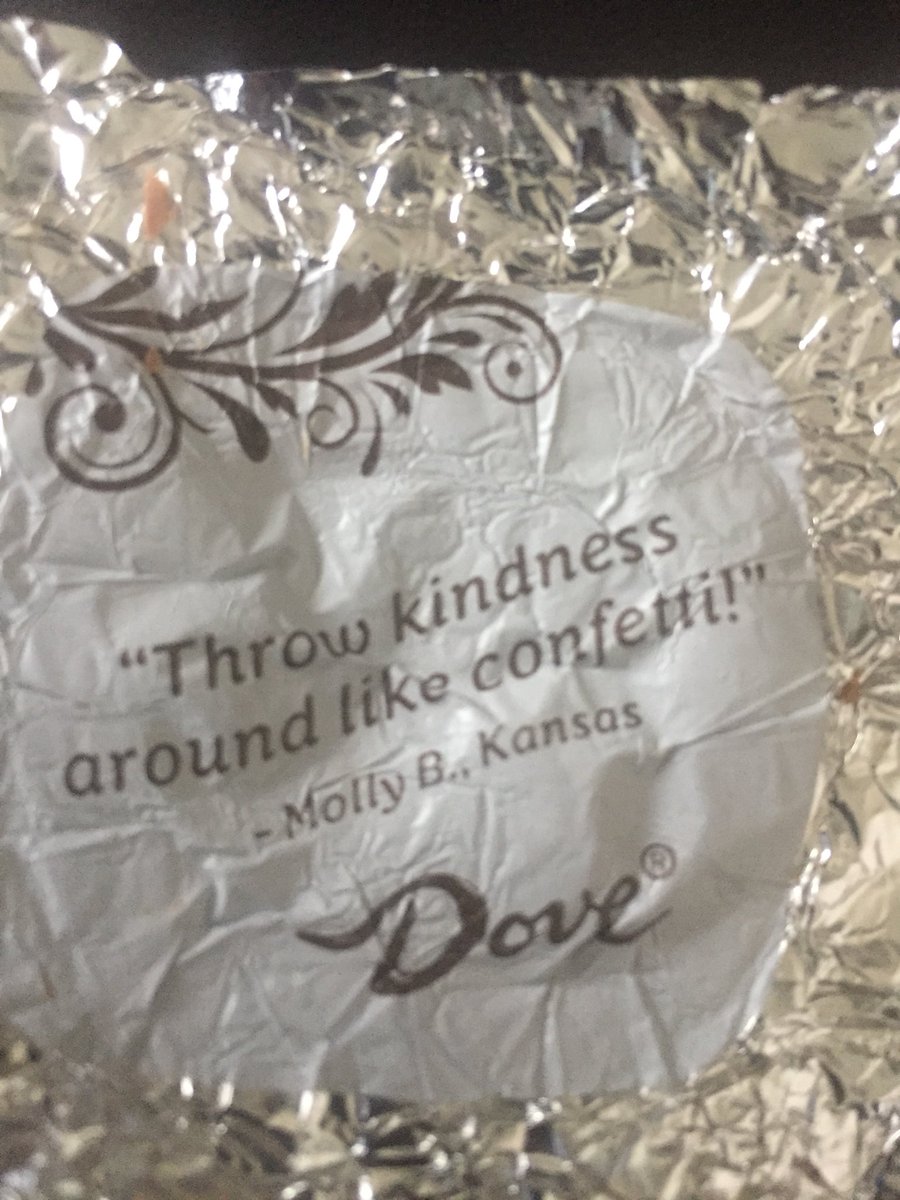 “Throw kindness
around like confetti!”
- Molly B., Kansas
Dove®